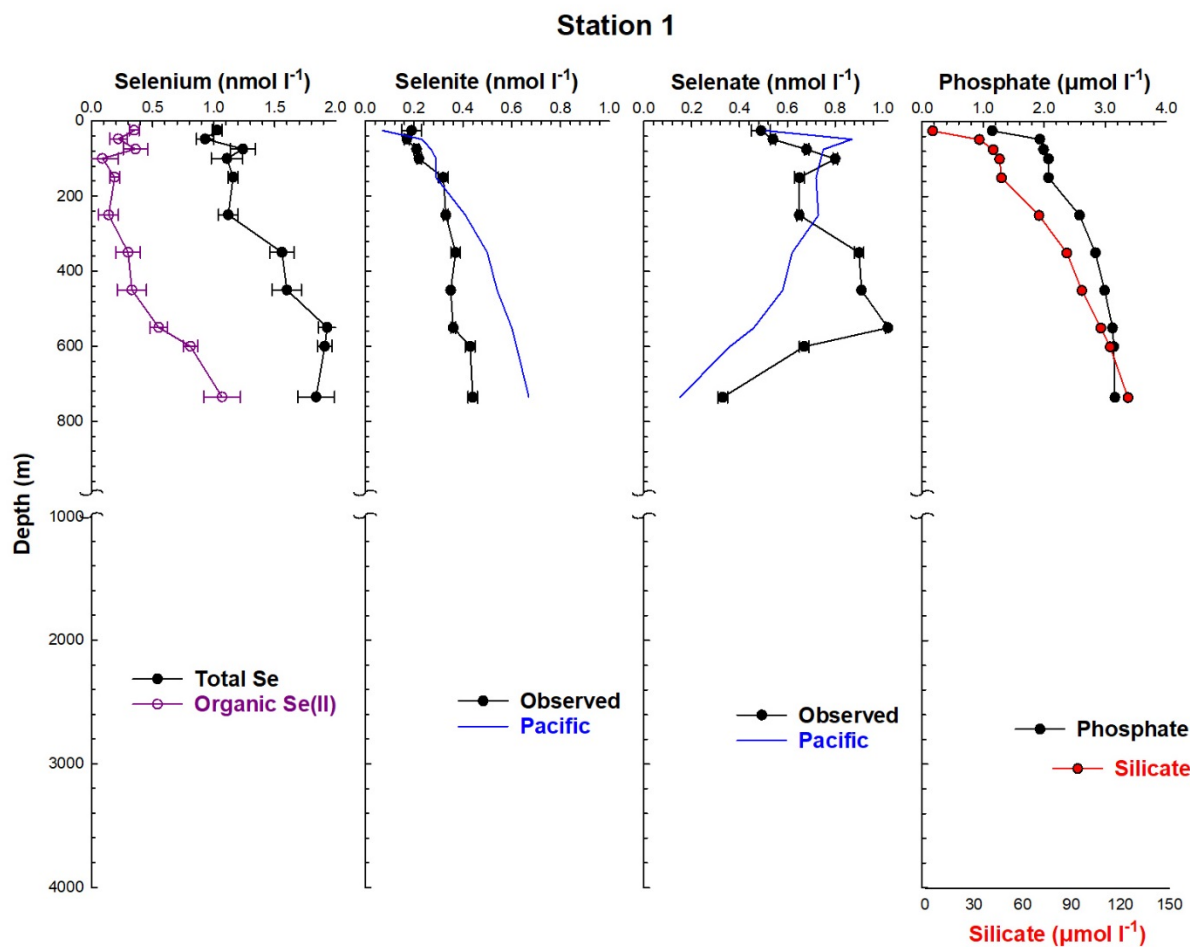 Station 1
Selenium (nmol l-1)
0.0 0.5 1.0 1.5 2.0
Selenite (nmol l-1)
0.0 0.2 0.4 0.6 0.8 1.0
Selenate (nmol l-1)
0.0 0.2 0.4 0.6 0.8 1.0
Phosphate (µmol l-1)
0.0 1.0 2.0 3.0 4.0
Depth (m)
0
200
400
600
800
1000
2000
3000
4000
Total Se
Organic Se(II)
Observed
Pacific
Observed
Pacific
Phosphate
Silicate
0 30 60 90 120 150
Silicate (µmol l-1)